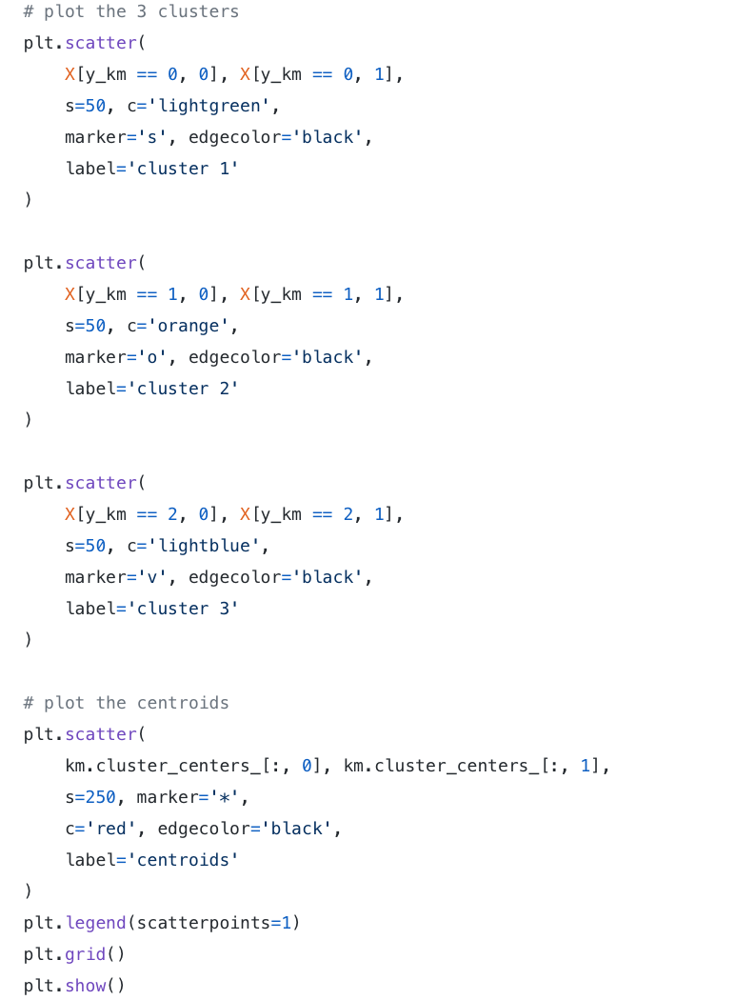 # plot the 3 clusters
plt.scatter(
    X[y_km == 0, 0], X[y_km == 0, 1],
    s=50, c='lightgreen',
    marker='s', edgecolor='black',
    label='cluster 1'
)

plt.scatter(
    X[y_km == 1, 0], X[y_km == 1, 1],
    s=50, c='orange',
    marker='o', edgecolor='black',
    label='cluster 2'
)

plt.scatter(
    X[y_km == 2, 0], X[y_km == 2, 1],
    s=50, c='lightblue',
    marker='v', edgecolor='black',
    label='cluster 3'
)

# plot the centroids
plt.scatter(
    km.cluster_centers_[:, 0], km.cluster_centers_[:, 1],
    s=250, marker='*',
    c='red', edgecolor='black',
    label='centroids'
)
plt.legend(scatterpoints=1)
plt.grid()
plt.show()